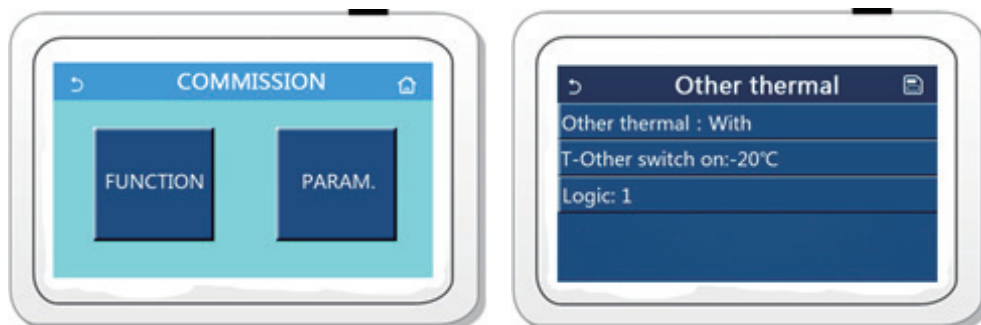 COMMISSION
FUNCTION
PARAM.
Other thermal
Other thermal : With
T-Other switch on:-20℃
Logic: 1